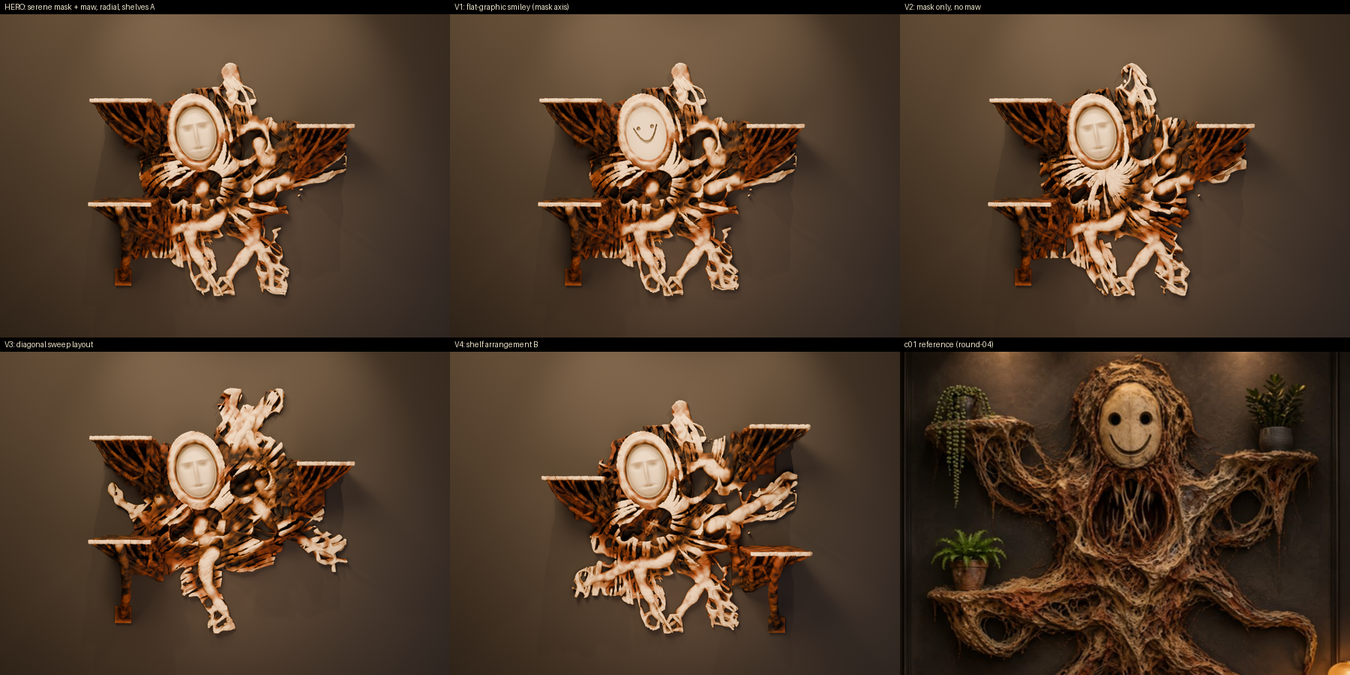 HERO: serene mask + maw, radial, shelves A
V1: flat-graphic smiley (mask axis)
V2: mask only, no maw
V3: diagonal sweep layout
V4: shelf arrangement B
c01 reference (round-04)